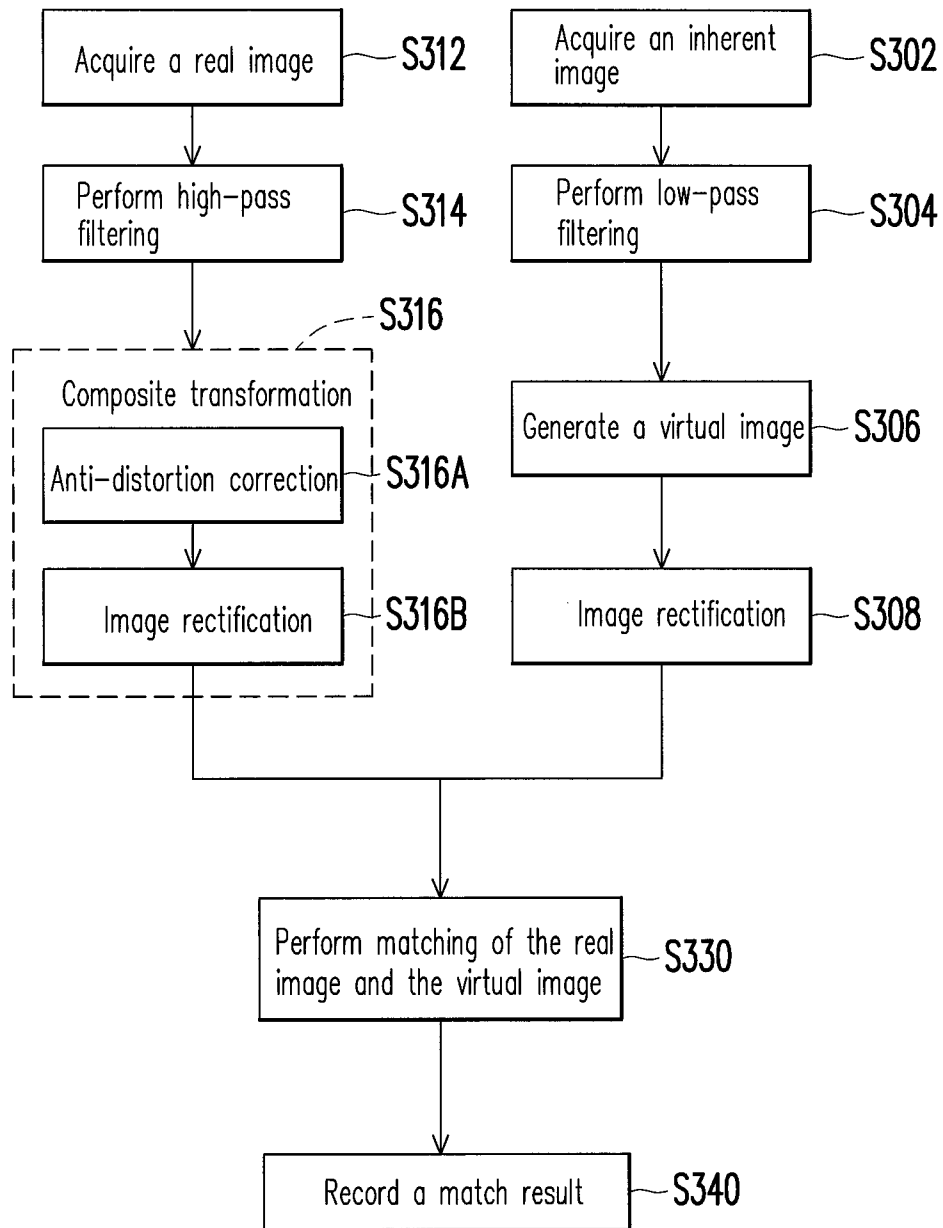 Acquire a real image
S312
Acquire an inherent
image
S302
Perform high-pass
filtering
S314
Perform low-pass
filtering
S304
S316
Composite transformation
Anti-distortion correction
S316A
Generate a virtual image
S306
Image rectification
S316B
Image rectification
S308
Perform matching of the real
image and the virtual image
S330
Record a match result
S340